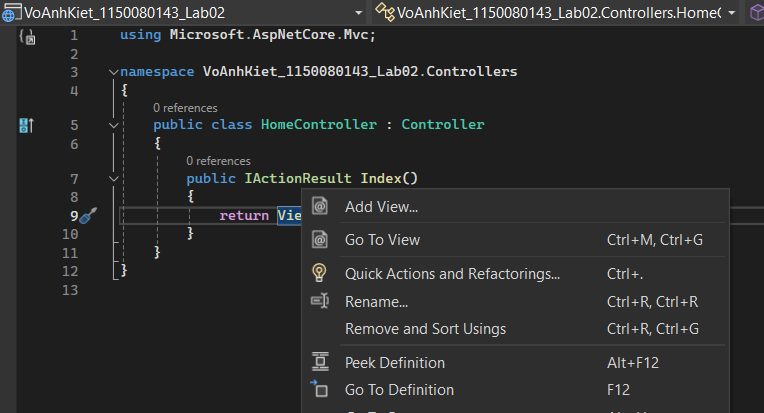 VoAnhKiet_1150080143_Lab02
VoAnhKiet_1150080143_Lab02.Controllers.HomeC
1 using Microsoft.AspNetCore.Mvc;
2
3 namespace VoAnhKiet_1150080143_Lab02.Controllers
4 {
0 references
5 public class HomeController : Controller
6 {
0 references
7 public IActionResult Index()
8 {
9 return Vie
10 }
11 }
12 }
13
Add View...
Go To View Ctrl+M, Ctrl+G
Quick Actions and Refactorings... Ctrl+.
Rename... Ctrl+R, Ctrl+R
Remove and Sort Usings Ctrl+R, Ctrl+G
Peek Definition Alt+F12
Go To Definition F12